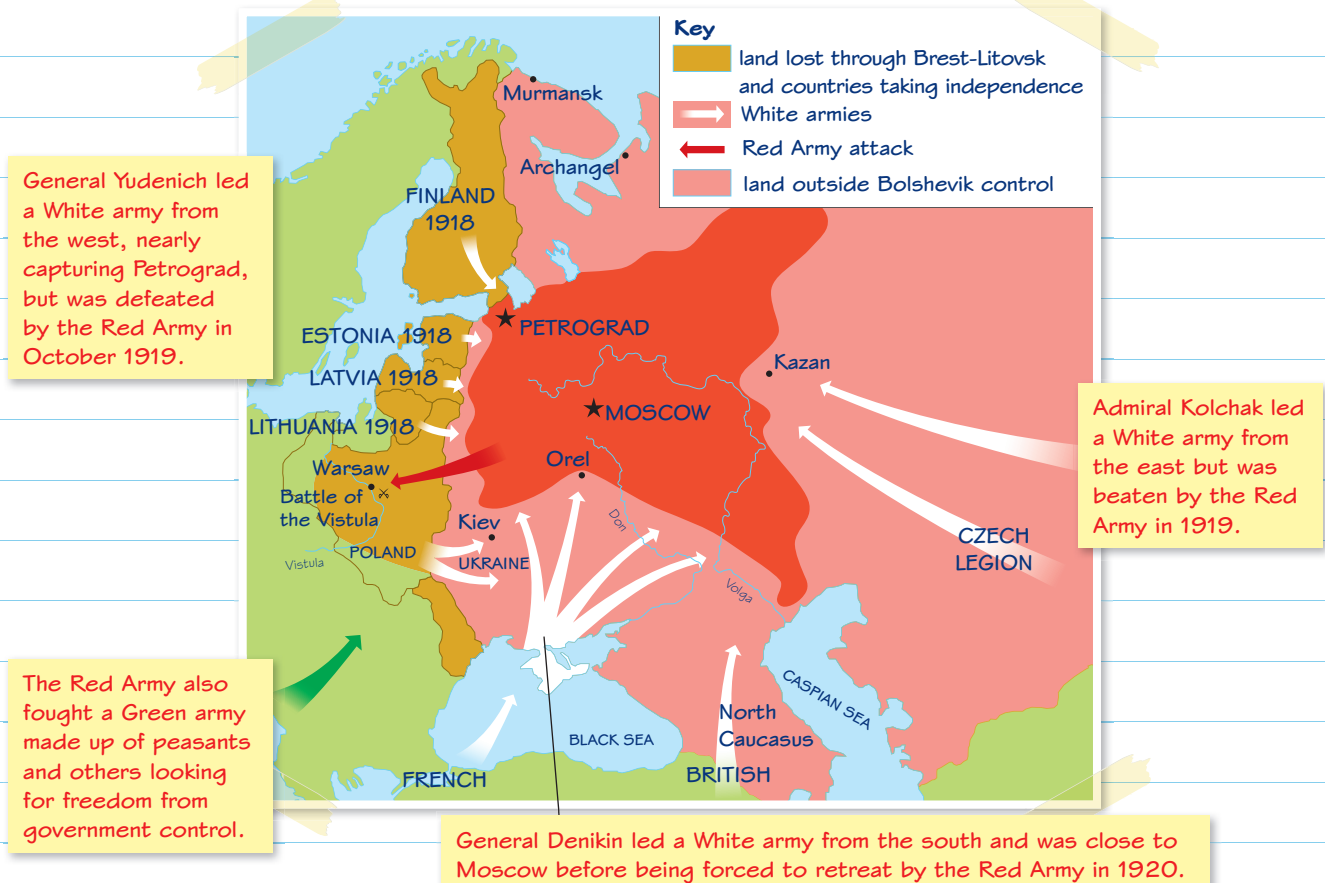 Key
land lost through Brest-Litovsk
and countries taking independence
White armies
Red Army attack
land outside Bolshevik control
Murmansk
Archangel
General Yudenich led
a White army from
the west, nearly
capturing Petrograd,
but was defeated
by the Red Army in
October 1919.
FINLAND
1918
ESTONIA 1918
PETROGRAD
LATVIA 1918
Kazan
LITHUANIA 1918
MOSCOW
Admiral Kolchak led
a White army from
the east but was
beaten by the Red
Army in 1919.
Warsaw
Battle of
the Vistula
Orel
Kiev
Don
CZECH
LEGION
POLAND
UKRAINE
Vistula
Volga
The Red Army also
fought a Green army
made up of peasants
and others looking
for freedom from
government control.
CASPIAN SEA
North
Caucasus
BLACK SEA
FRENCH
BRITISH
General Denikin led a White army from the south and was close to
Moscow before being forced to retreat by the Red Army in 1920.